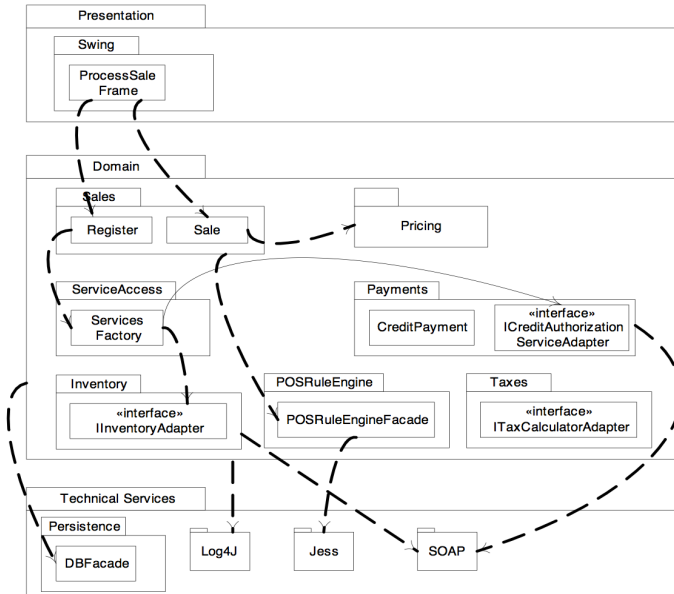 Presentation
Swing
ProcessSale
Frame
Domain
Sales
Register
Sale
Pricing
ServiceAccess
Services
Factory
Payments
CreditPayment
«interface»
ICreditAuthorization
ServiceAdapter
Inventory
«interface»
IInventoryAdapter
POSRuleEngine
POSRuleEngineFacade
Taxes
«interface»
ITaxCalculatorAdapter
Technical Services
Persistence
DBFacade
Log4J
Jess
SOAP